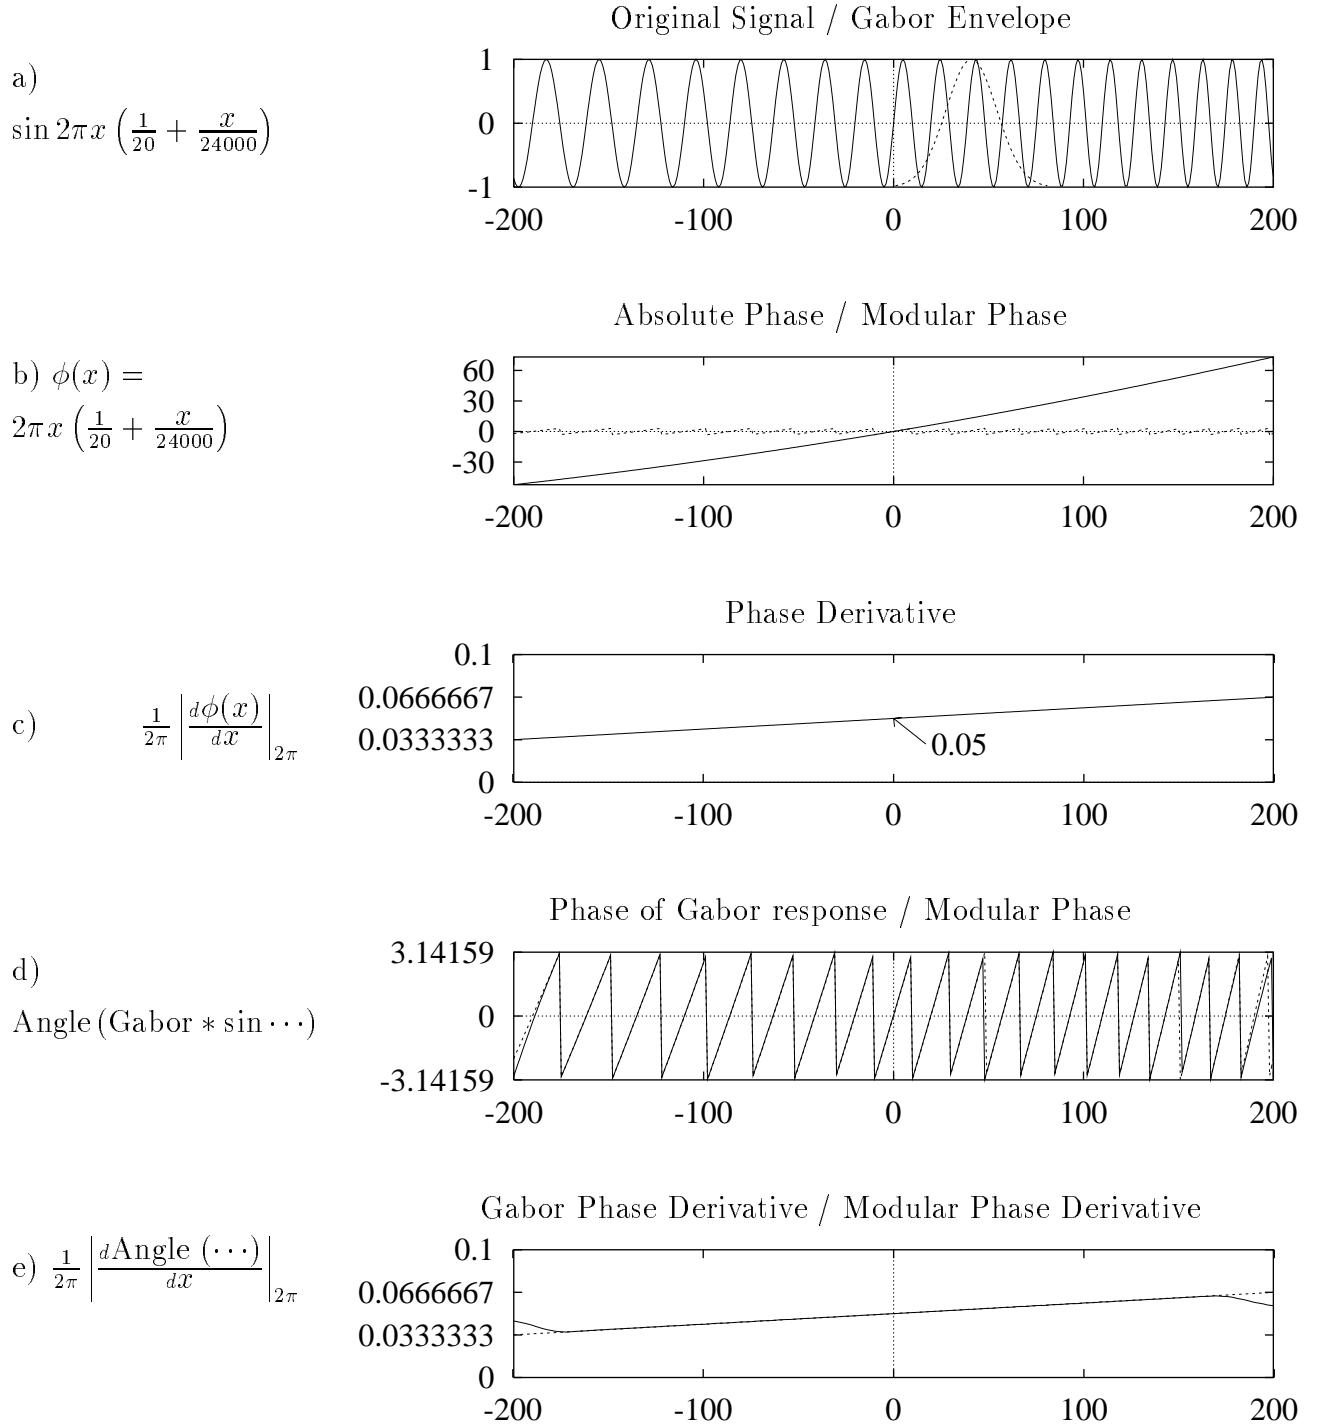 Original Signal / Gabor Envelope
a)
sin 2πx (1/20 + x/24000)
1
0
-1
-200 -100 0 100 200
Absolute Phase / Modular Phase
b) ϕ(x) =
2πx (1/20 + x/24000)
60
30
0
-30
-200 -100 0 100 200
Phase Derivative
c) 1/2π |dϕ(x)/dx|2π
0.1
0.0666667
0.0333333
0
0.05
-200 -100 0 100 200
Phase of Gabor response / Modular Phase
d)
Angle (Gabor * sin ···)
3.14159
0
-3.14159
-200 -100 0 100 200
Gabor Phase Derivative / Modular Phase Derivative
e) 1/2π |dAngle (···)/dx|2π
0.1
0.0666667
0.0333333
0
-200 -100 0 100 200